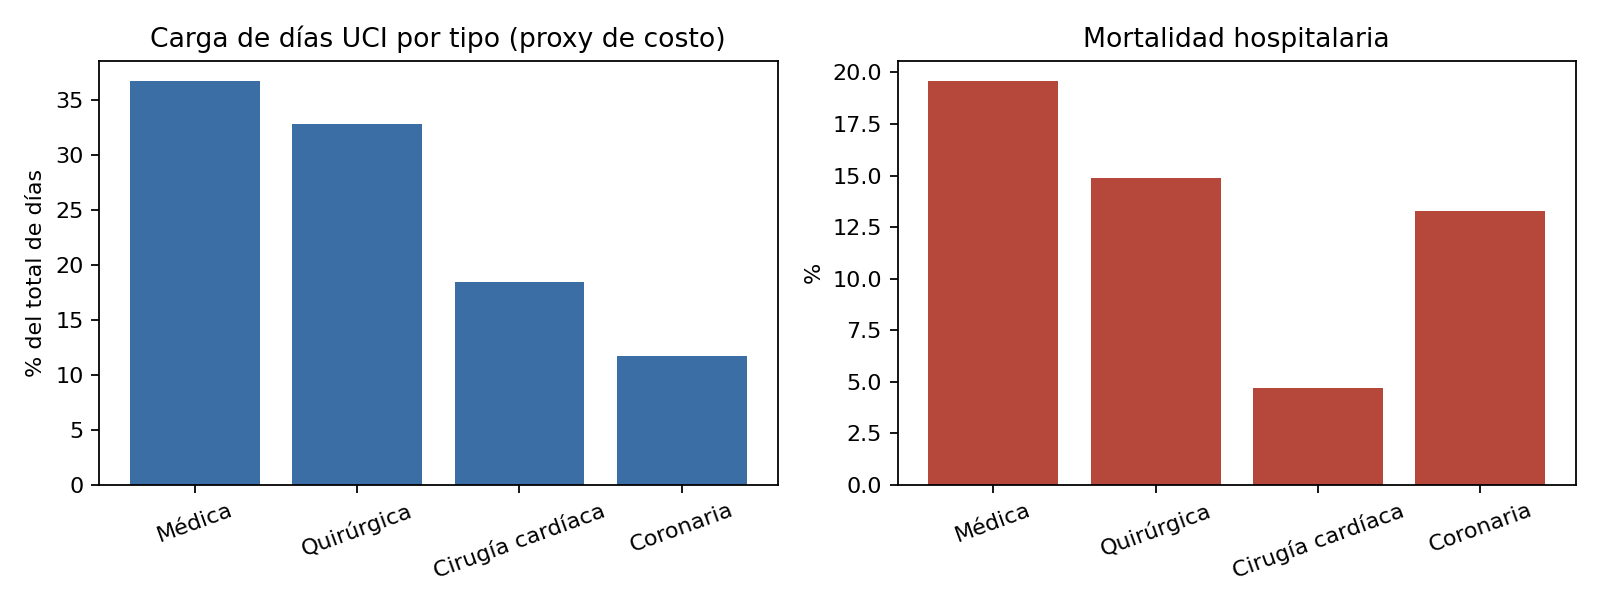 Carga de días UCI por tipo (proxy de costo)
% del total de días
35
30
25
20
15
10
5
0
Médica
Quirúrgica
Cirugía cardíaca
Coronaria
Mortalidad hospitalaria
%
20.0
17.5
15.0
12.5
10.0
7.5
5.0
2.5
0.0
Médica
Quirúrgica
Cirugía cardíaca
Coronaria